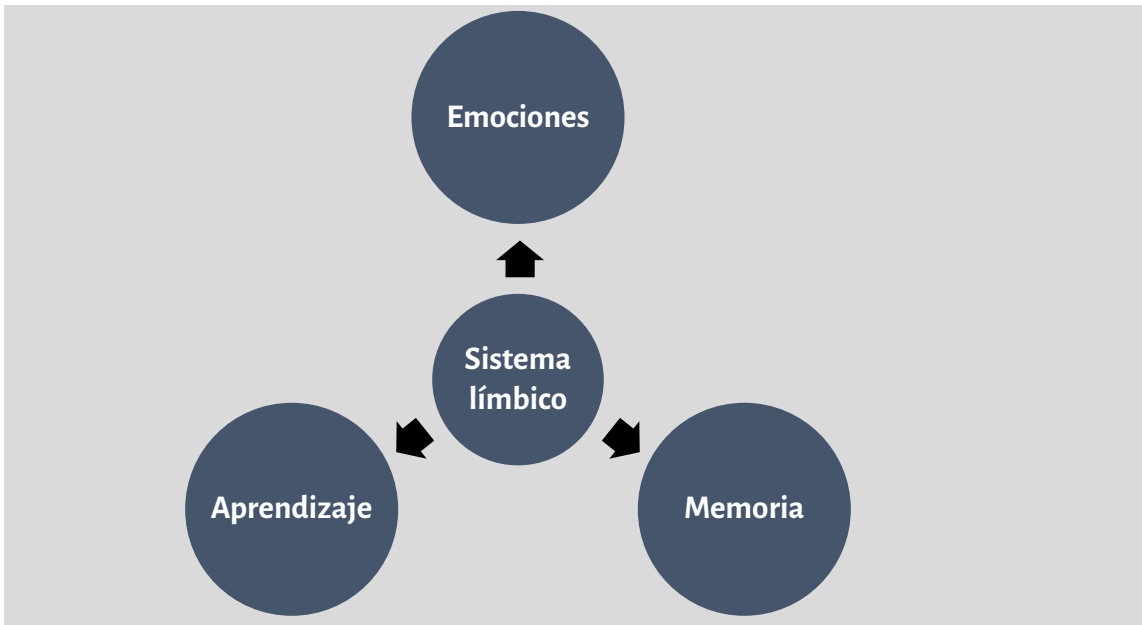 Emociones
Sistema
límbico
Aprendizaje
Memoria